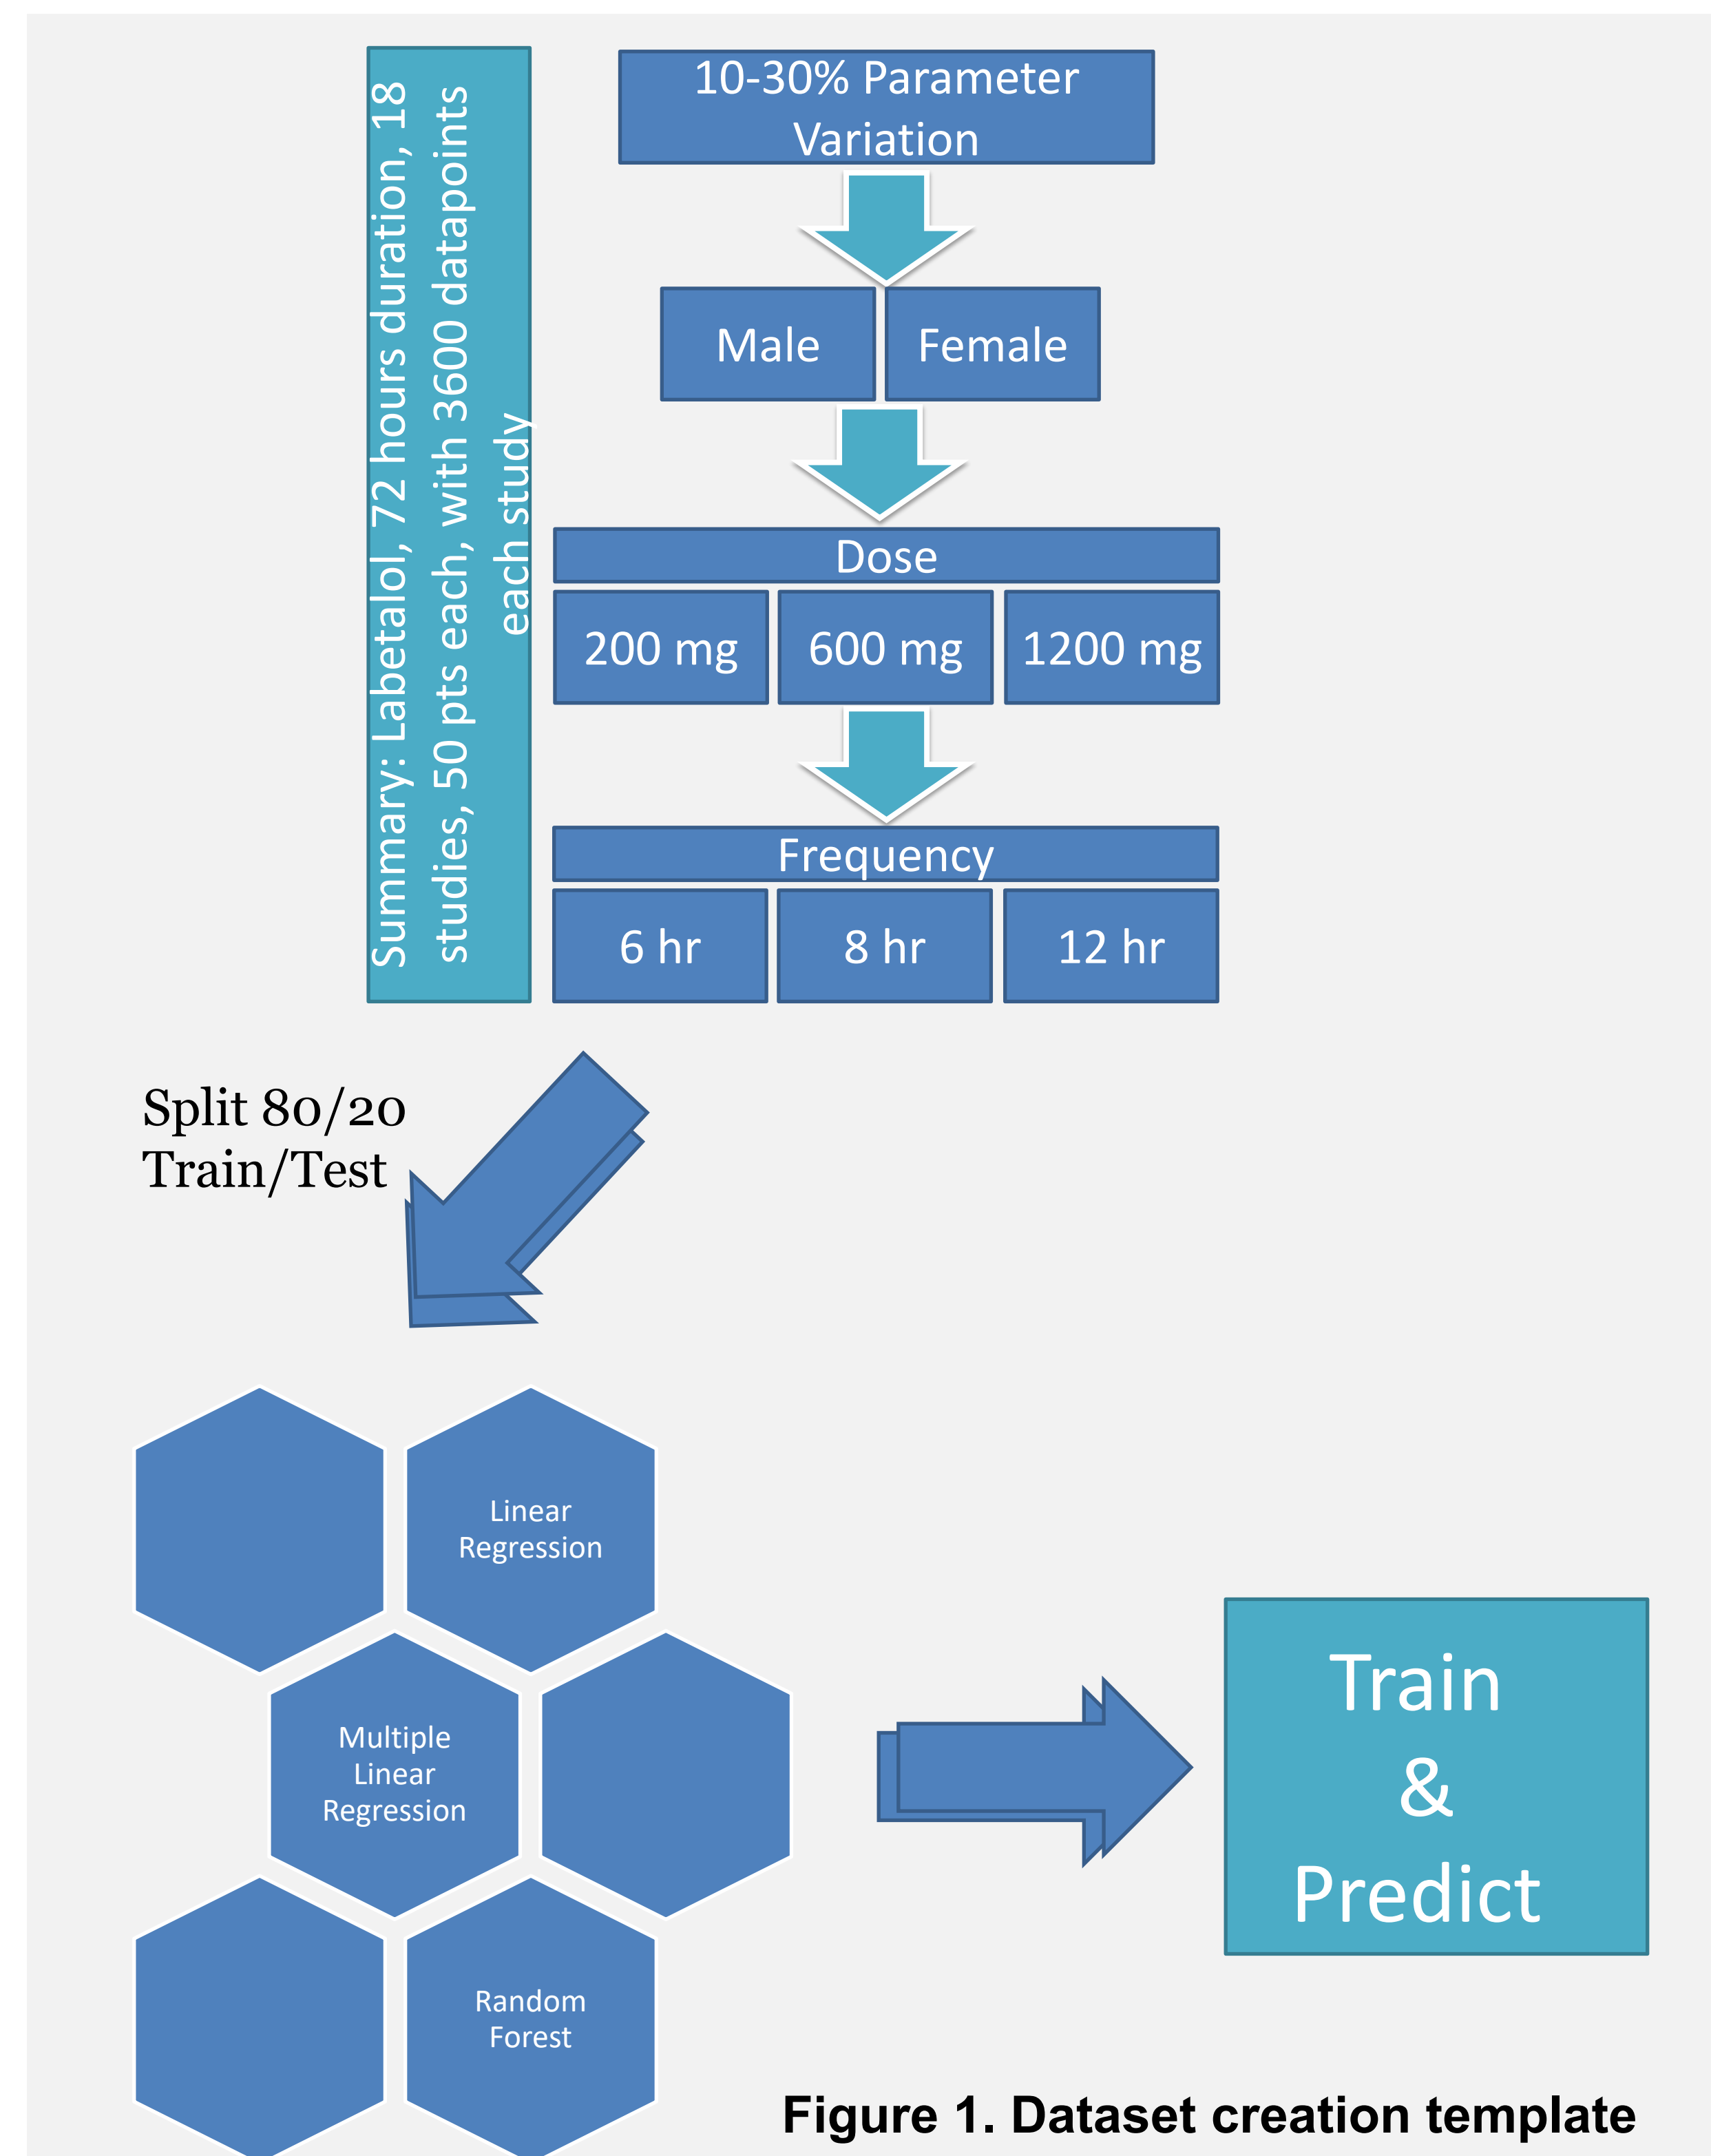 Summary: Labetalol, 72 hours duration, 18
studies, 50 pts each, with 3600 datapoints
each study
10-30% Parameter
Variation
Male
Female
Dose
200 mg
600 mg
1200 mg
Frequency
6 hr
8 hr
12 hr
Split 80/20
Train/Test
Linear
Regression
Multiple
Linear
Regression
Random
Forest
Train
&
Predict
Figure 1. Dataset creation template